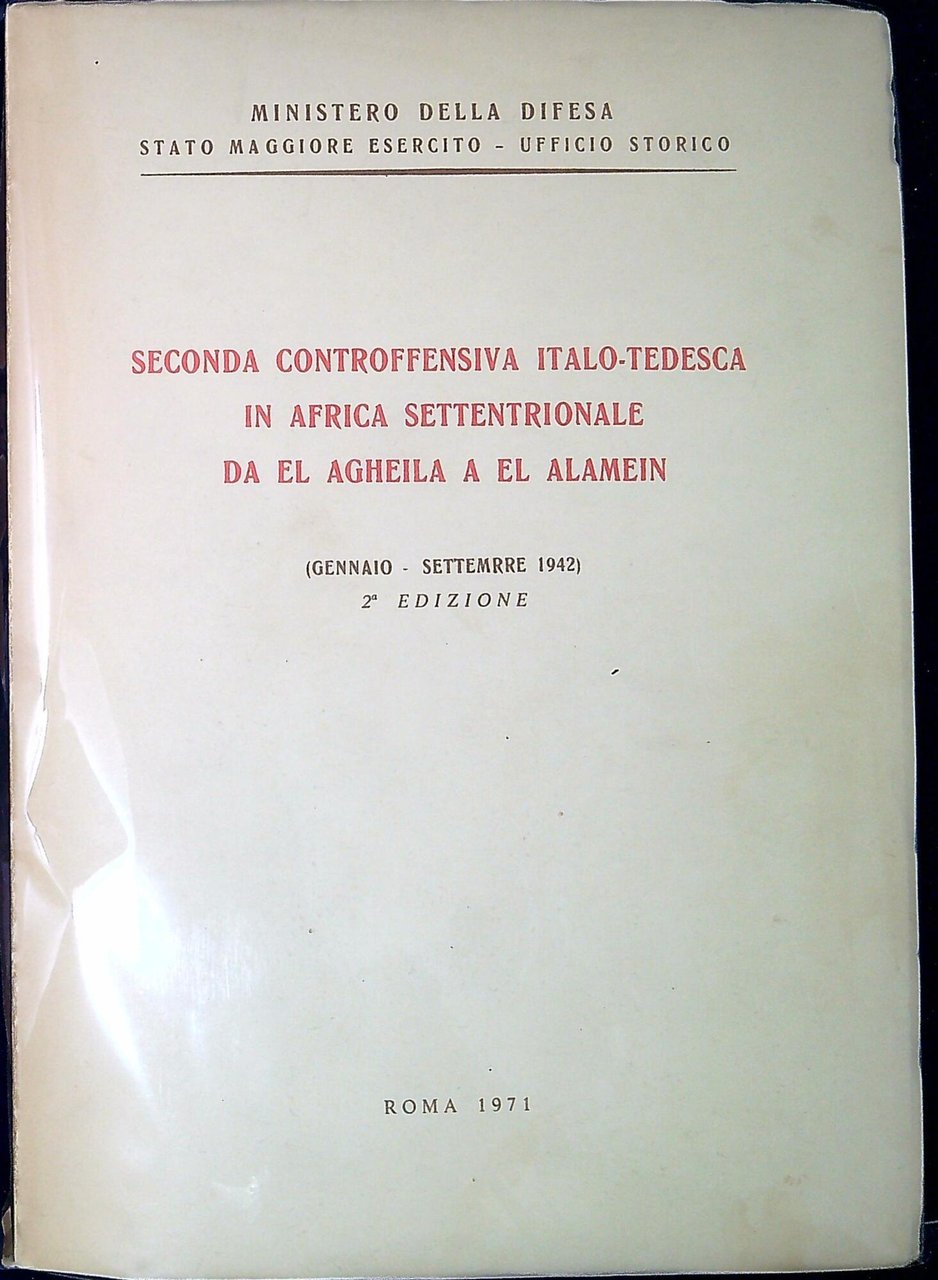 MINISTERO DELLA DIFESA
STATO MAGGIORE ESERCITO - UFFICIO STORICO
SECONDA CONTROFFENSIVA ITALO-TEDESCA
IN AFRICA SETTENTRIONALE
DA EL AGHEILA A EL ALAMEIN
(GENNAIO - SETTEMRRE 1942)
2ª EDIZIONE
ROMA 1971